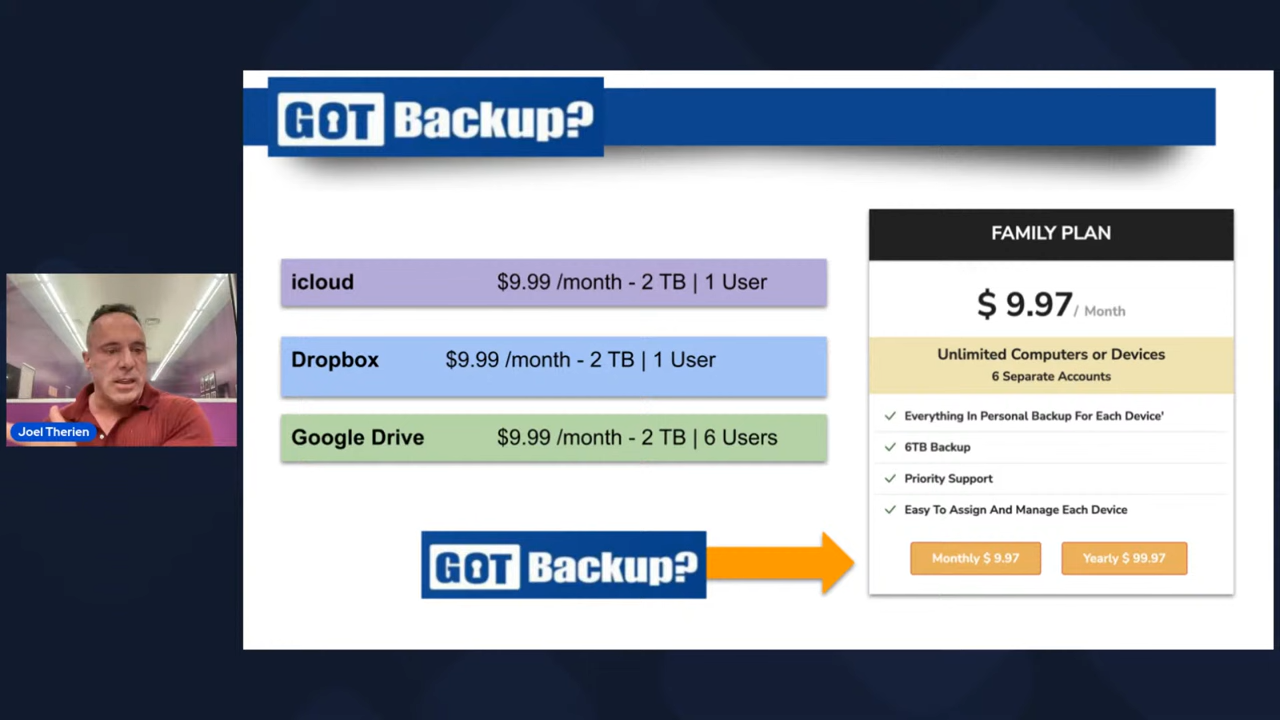 GOT Backup?
icloud $9.99 /month - 2 TB | 1 User
Dropbox $9.99 /month - 2 TB | 1 User
Google Drive $9.99 /month - 2 TB | 6 Users
GOT Backup?
FAMILY PLAN
$ 9.97 / Month
Unlimited Computers or Devices
6 Separate Accounts
Everything In Personal Backup For Each Device'
6TB Backup
Priority Support
Easy To Assign And Manage Each Device
Monthly $ 9.97 Yearly $ 99.97
Joel Therien